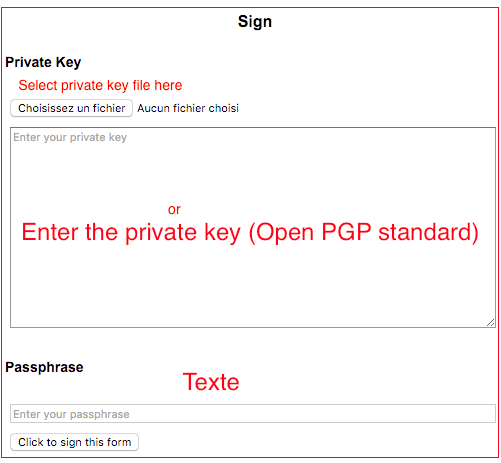 Sign
Private Key
Select private key file here
Choisissez un fichier Aucun fichier choisi
Enter your private key
or
Enter the private key (Open PGP standard)
Passphrase
Texte
Enter your passphrase
Click to sign this form